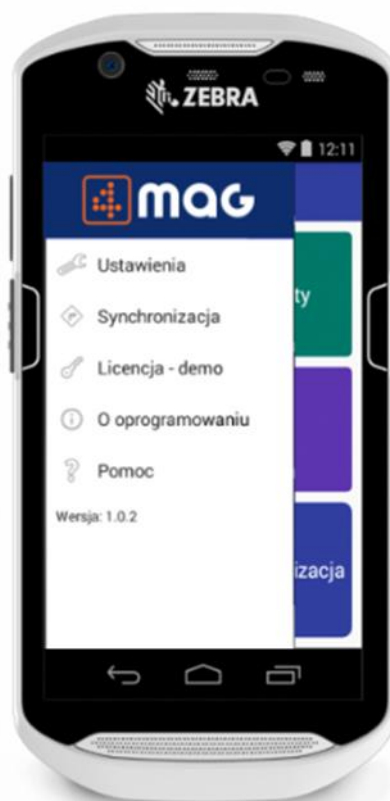 ZEBRA
12:11
4mag
Ustawienia
ty
Synchronizacja
Licencja - demo
O oprogramowaniu
Pomoc
Wersja: 1.0.2
izacja